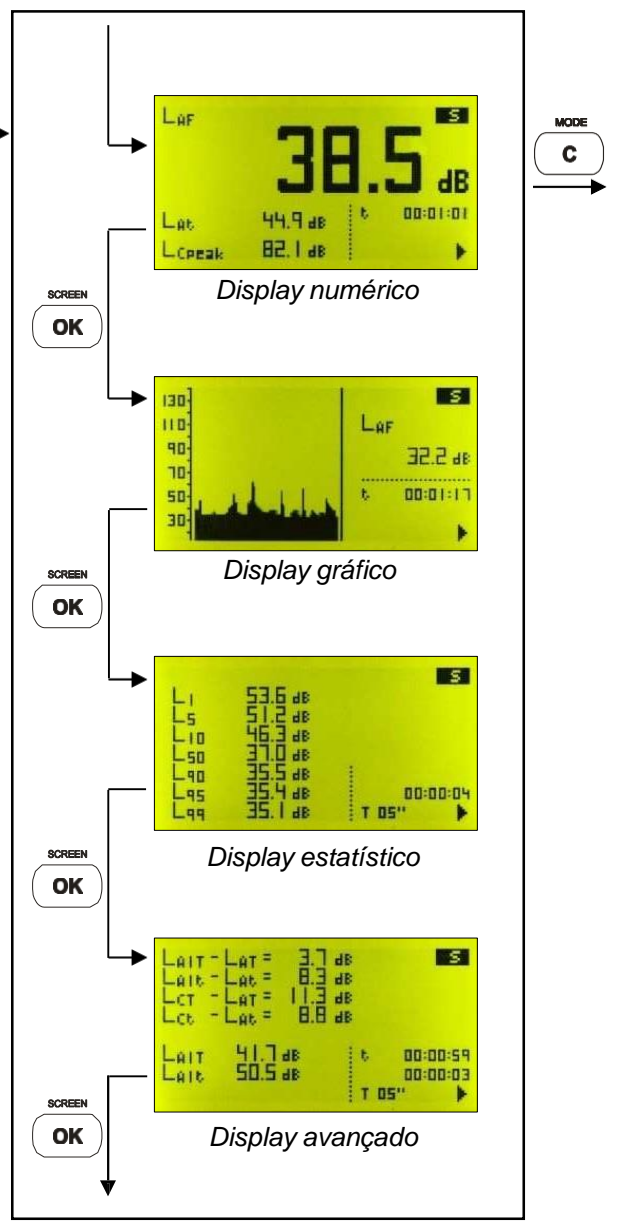 LAF S
38.5 dB
MODE
C
LAt 44.9 dB t 00:01:01
LCpeak 82.1 dB
Display numérico
SCREEN
OK
130 S
110 LAF
90 32.2 dB
70
50 t 00:01:17
30
Display gráfico
SCREEN
OK
S
L1 53.6 dB
L5 51.2 dB
L10 46.3 dB
L50 37.0 dB
L90 35.5 dB
L95 35.4 dB 00:00:04
L99 35.1 dB T 05"
Display estatístico
SCREEN
OK
LAIT - LAT = 3.7 dB S
LAIt - LAt = 8.3 dB
LCT - LAT = 11.3 dB
LCt - LAt = 8.8 dB
LAIT 41.7 dB t 00:00:59
LAIt 50.5 dB 00:00:03
T 05"
Display avançado
SCREEN
OK